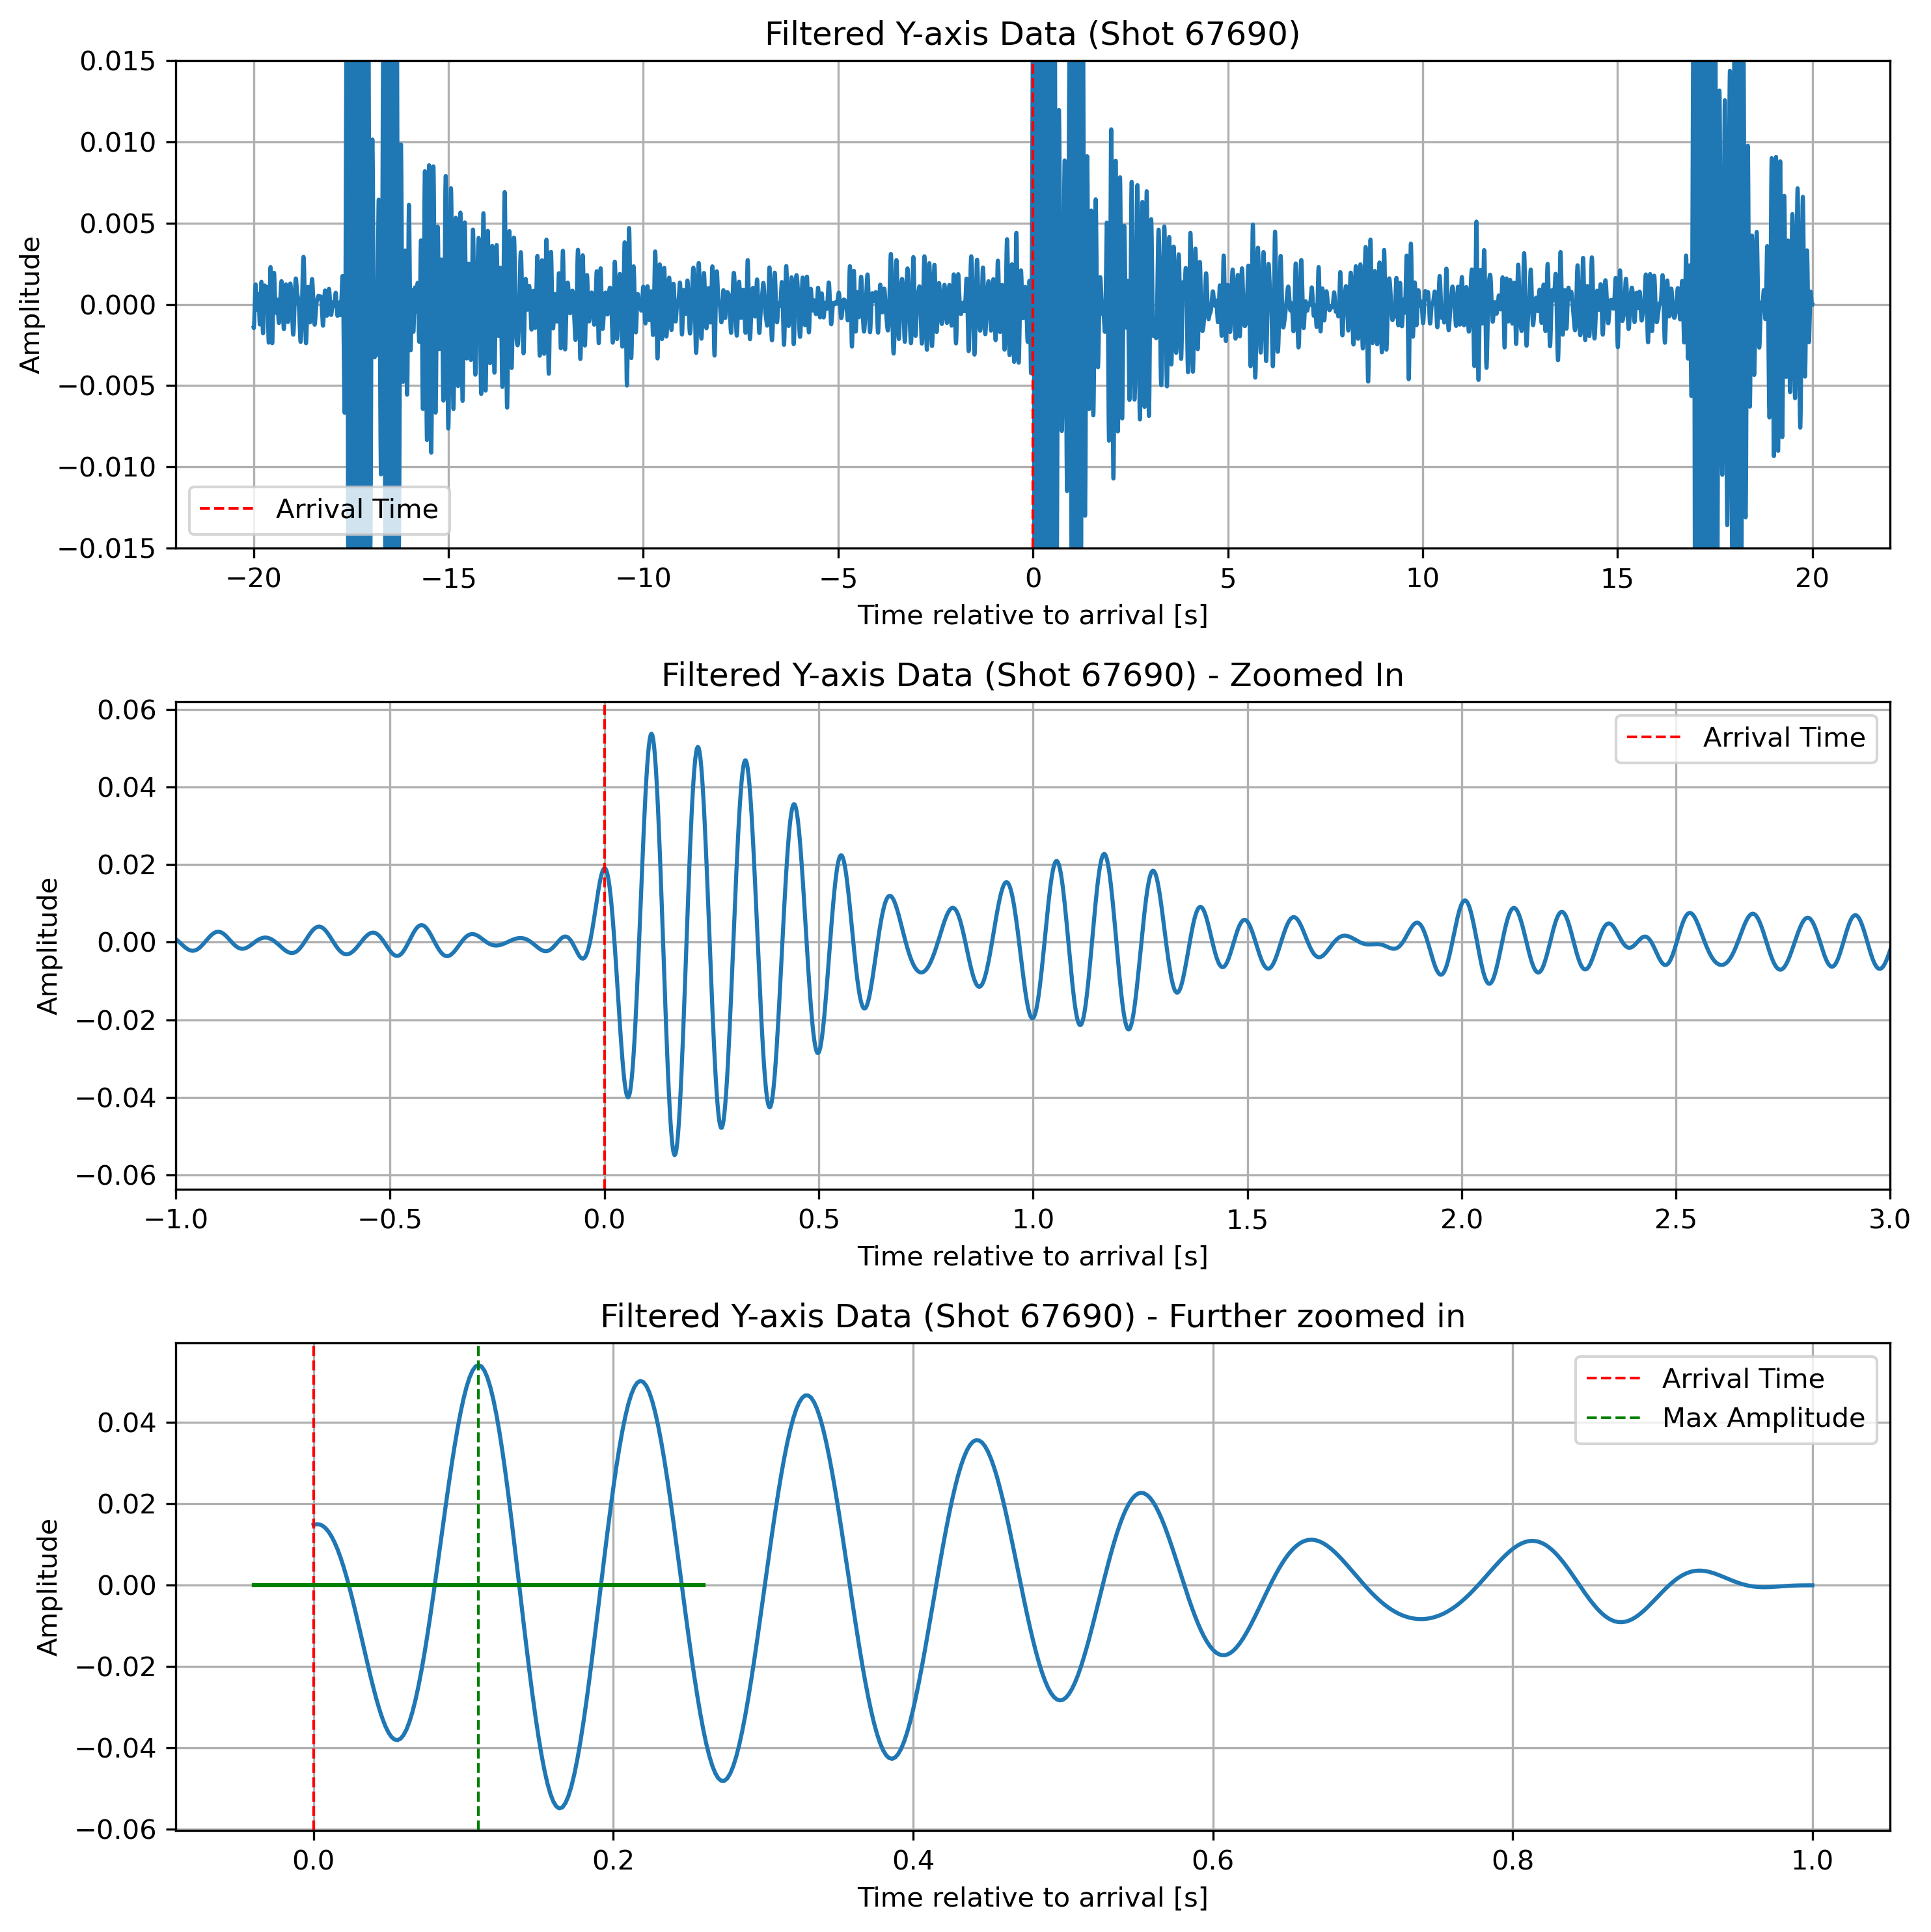 Filtered Y-axis Data (Shot 67690)
Amplitude
0.015
0.010
0.005
0.000
−0.005
−0.010
−0.015
Arrival Time
−20 −15 −10 −5 0 5 10 15 20
Time relative to arrival [s]
Filtered Y-axis Data (Shot 67690) - Zoomed In
Amplitude
0.06
0.04
0.02
0.00
−0.02
−0.04
−0.06
Arrival Time
−1.0 −0.5 0.0 0.5 1.0 1.5 2.0 2.5 3.0
Time relative to arrival [s]
Filtered Y-axis Data (Shot 67690) - Further zoomed in
Amplitude
0.04
0.02
0.00
−0.02
−0.04
−0.06
Arrival Time
Max Amplitude
0.0 0.2 0.4 0.6 0.8 1.0
Time relative to arrival [s]